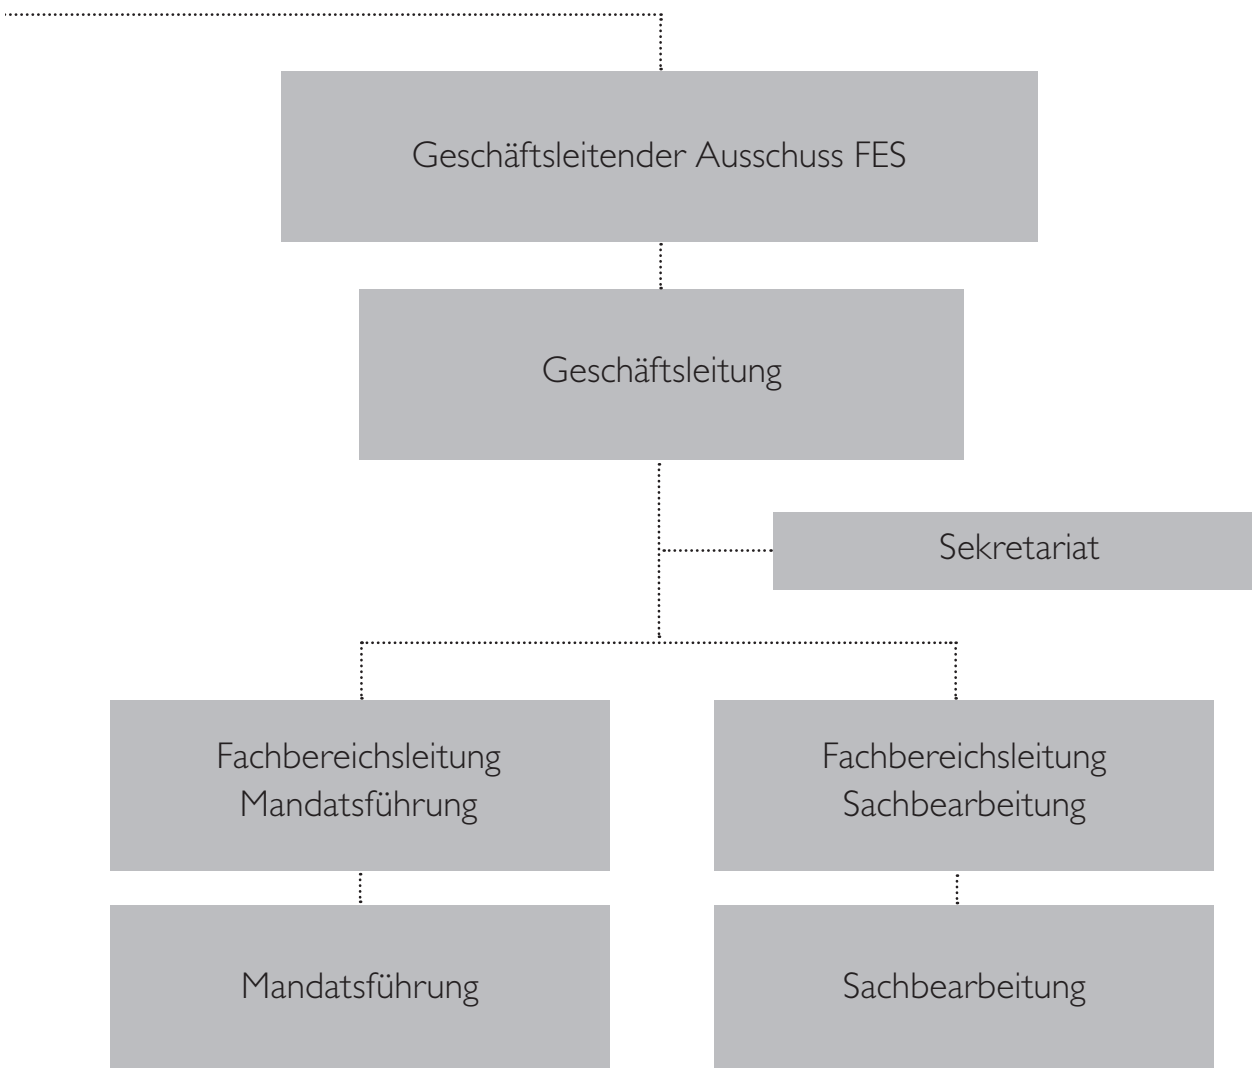 Geschäftsleitender Ausschuss FES
Geschäftsleitung
Sekretariat
Fachbereichsleitung
Mandatsführung
Fachbereichsleitung
Sachbearbeitung
Mandatsführung
Sachbearbeitung